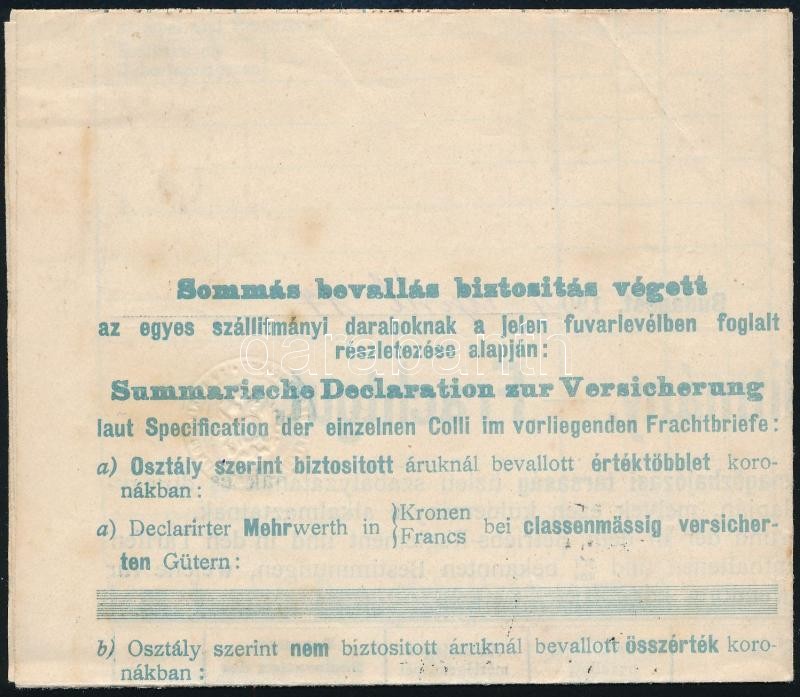 Sommás bevallás biztositás végett
az egyes szállitmányi daraboknak a jelen fuvarlevélben foglalt
részletezése alapján:
Summarische Declaration zur Versicherung
laut Specification der einzelnen Colli im vorliegenden Frachtbriefe:
a) Osztály szerint biztositott áruknál bevallott értéktöbblet koro-
nákban:
a) Declarirter Mehrwerth in } Kronen } Francs bei classenmässig versicher-
ten Gütern:
b) Osztály szerint nem biztositott áruknál bevallott összérték koro-
nákban:
darabanth